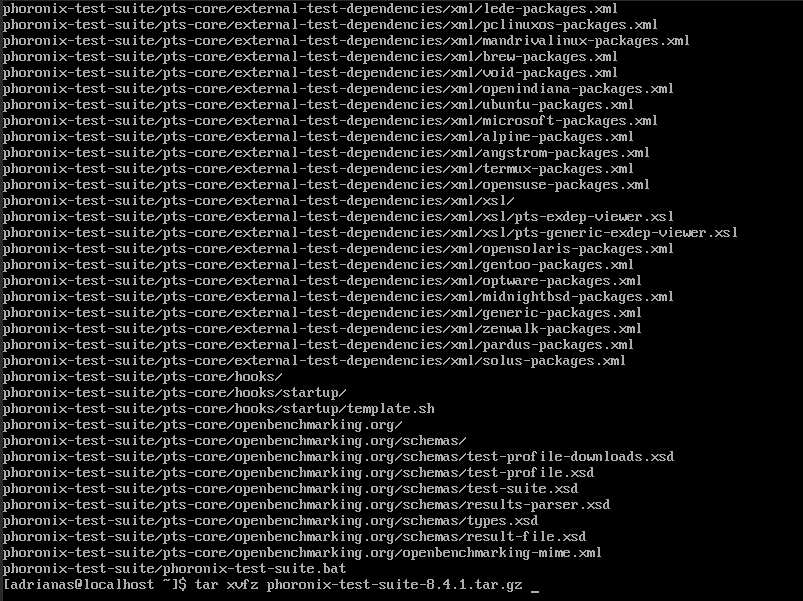 phoronix-test-suite/pts-core/external-test-dependencies/xml/lede-packages.xml
phoronix-test-suite/pts-core/external-test-dependencies/xml/pclinuxos-packages.xml
phoronix-test-suite/pts-core/external-test-dependencies/xml/mandrivalinux-packages.xml
phoronix-test-suite/pts-core/external-test-dependencies/xml/brew-packages.xml
phoronix-test-suite/pts-core/external-test-dependencies/xml/void-packages.xml
phoronix-test-suite/pts-core/external-test-dependencies/xml/openindiana-packages.xml
phoronix-test-suite/pts-core/external-test-dependencies/xml/ubuntu-packages.xml
phoronix-test-suite/pts-core/external-test-dependencies/xml/microsoft-packages.xml
phoronix-test-suite/pts-core/external-test-dependencies/xml/alpine-packages.xml
phoronix-test-suite/pts-core/external-test-dependencies/xml/angstrom-packages.xml
phoronix-test-suite/pts-core/external-test-dependencies/xml/termux-packages.xml
phoronix-test-suite/pts-core/external-test-dependencies/xml/opensuse-packages.xml
phoronix-test-suite/pts-core/external-test-dependencies/xml/xsl/
phoronix-test-suite/pts-core/external-test-dependencies/xml/xsl/pts-exdep-viewer.xsl
phoronix-test-suite/pts-core/external-test-dependencies/xml/xsl/pts-generic-exdep-viewer.xsl
phoronix-test-suite/pts-core/external-test-dependencies/xml/opensolaris-packages.xml
phoronix-test-suite/pts-core/external-test-dependencies/xml/gentoo-packages.xml
phoronix-test-suite/pts-core/external-test-dependencies/xml/optware-packages.xml
phoronix-test-suite/pts-core/external-test-dependencies/xml/midnightbsd-packages.xml
phoronix-test-suite/pts-core/external-test-dependencies/xml/generic-packages.xml
phoronix-test-suite/pts-core/external-test-dependencies/xml/zenwalk-packages.xml
phoronix-test-suite/pts-core/external-test-dependencies/xml/pardus-packages.xml
phoronix-test-suite/pts-core/external-test-dependencies/xml/solus-packages.xml
phoronix-test-suite/pts-core/hooks/
phoronix-test-suite/pts-core/hooks/startup/
phoronix-test-suite/pts-core/hooks/startup/template.sh
phoronix-test-suite/pts-core/openbenchmarking.org/
phoronix-test-suite/pts-core/openbenchmarking.org/schemas/
phoronix-test-suite/pts-core/openbenchmarking.org/schemas/test-profile-downloads.xsd
phoronix-test-suite/pts-core/openbenchmarking.org/schemas/test-profile.xsd
phoronix-test-suite/pts-core/openbenchmarking.org/schemas/test-suite.xsd
phoronix-test-suite/pts-core/openbenchmarking.org/schemas/results-parser.xsd
phoronix-test-suite/pts-core/openbenchmarking.org/schemas/types.xsd
phoronix-test-suite/pts-core/openbenchmarking.org/schemas/result-file.xsd
phoronix-test-suite/pts-core/openbenchmarking.org/openbenchmarking-mime.xml
phoronix-test-suite/phoronix-test-suite.bat
[adrianas@localhost ~]$ tar xvfz phoronix-test-suite-8.4.1.tar.gz _